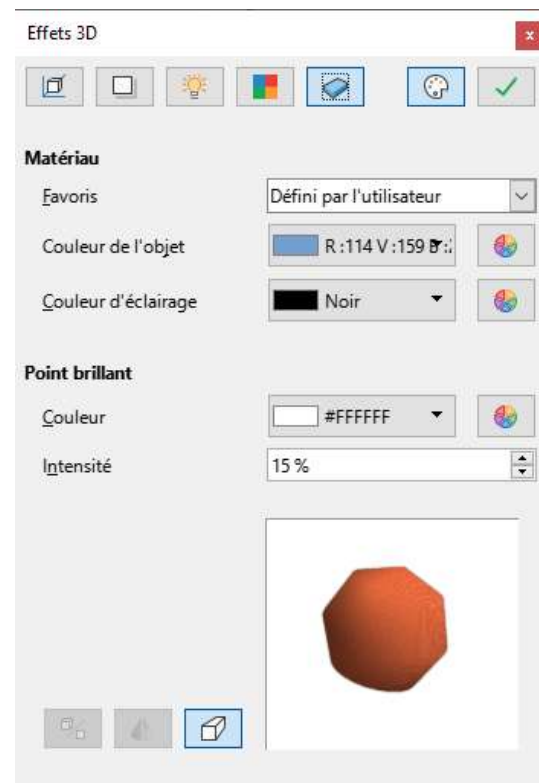 Effets 3D
Matériau
Favoris
Défini par l'utilisateur
Couleur de l'objet
R :114 V :159 B :
Couleur d'éclairage
Noir
Point brillant
Couleur
#FFFFFF
Intensité
15 %